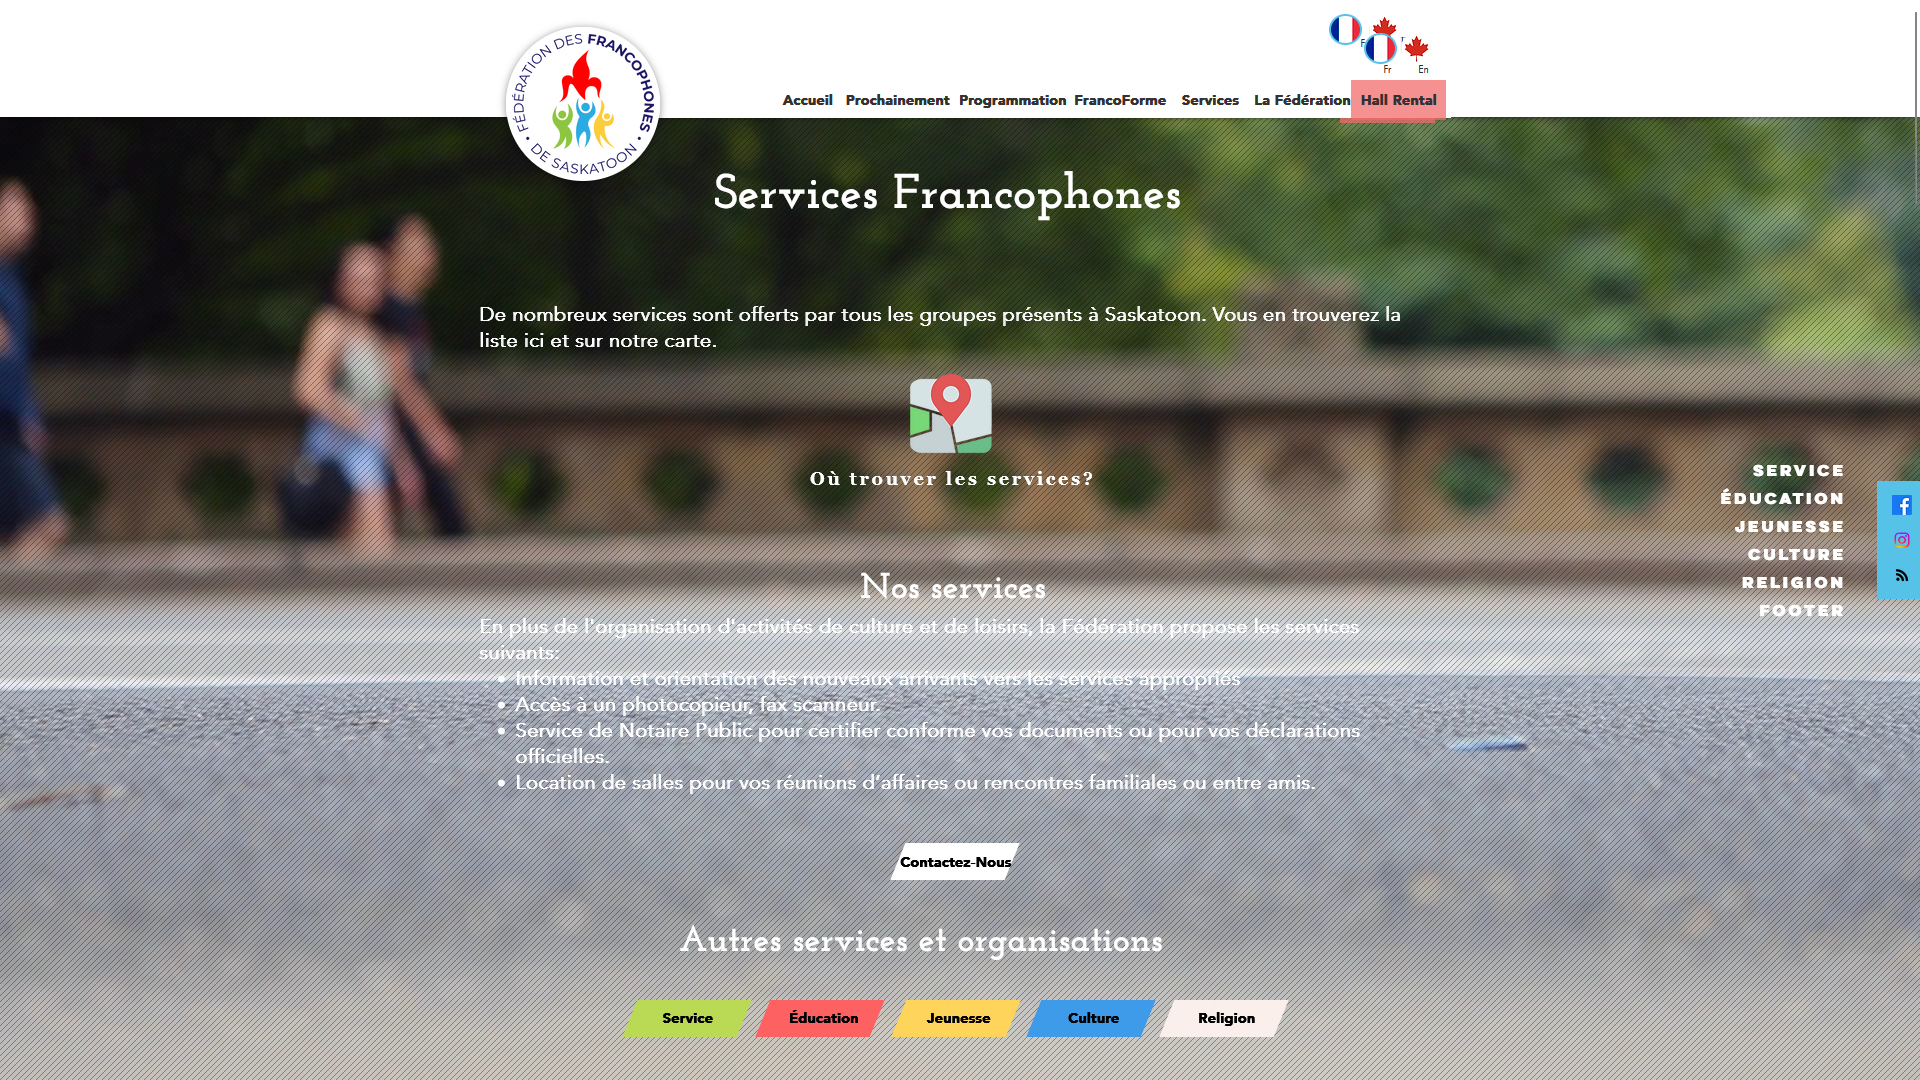 FÉDÉRATION DES FRANCOPHONES
• DE SASKATOON •
Fr
En
Accueil
Prochainement
Programmation
FrancoForme
Services
La Fédération
Hall Rental
Services Francophones
De nombreux services sont offerts par tous les groupes présents à Saskatoon. Vous en trouverez la
liste ici et sur notre carte.
Où trouver les services?
SERVICE
ÉDUCATION
JEUNESSE
CULTURE
RELIGION
FOOTER
Nos services
En plus de l'organisation d'activités de culture et de loisirs, la Fédération propose les services
suivants:
• Information et orientation des nouveaux arrivants vers les services appropriés
• Accès à un photocopieur, fax scanneur.
• Service de Notaire Public pour certifier conforme vos documents ou pour vos déclarations
officielles.
• Location de salles pour vos réunions d’affaires ou rencontres familiales ou entre amis.
Contactez-Nous
Autres services et organisations
Service
Éducation
Jeunesse
Culture
Religion